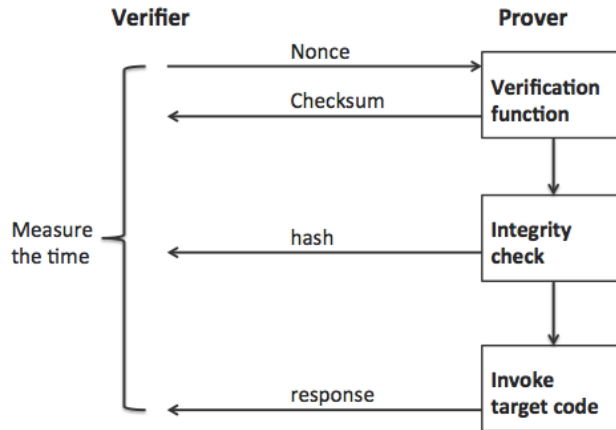 Verifier
Prover
Nonce
Verification
function
Checksum
Measure
the time
hash
Integrity
check
response
Invoke
target code